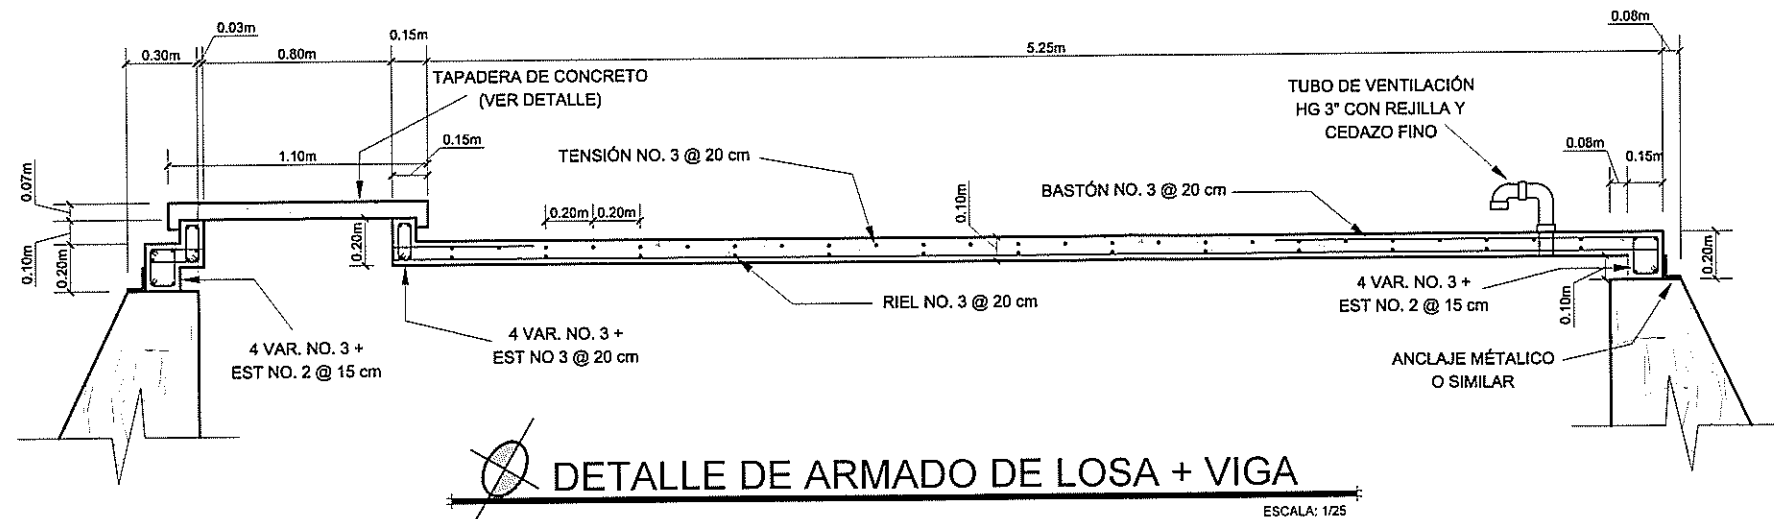 0.08m
0.03m
0.15m
0.30m
0.80m
5.25m
TAPADERA DE CONCRETO
(VER DETALLE)
TUBO DE VENTILACIÓN
HG 3" CON REJILLA Y
CEDAZO FINO
0.15m
1.10m
TENSIÓN NO. 3 @ 20 cm
0.08m
0.15m
0.07m
BASTÓN NO. 3 @ 20 cm
0.20m
0.20m
0.10m
0.10m
0.20m
0.20m
0.20m
RIEL NO. 3 @ 20 cm
4 VAR. NO. 3 +
EST NO. 2 @ 15 cm
0.10m
4 VAR. NO. 3 +
EST NO 3 @ 20 cm
4 VAR. NO. 3 +
EST NO. 2 @ 15 cm
ANCLAJE MÉTALICO
O SIMILAR
DETALLE DE ARMADO DE LOSA + VIGA
ESCALA: 1/25